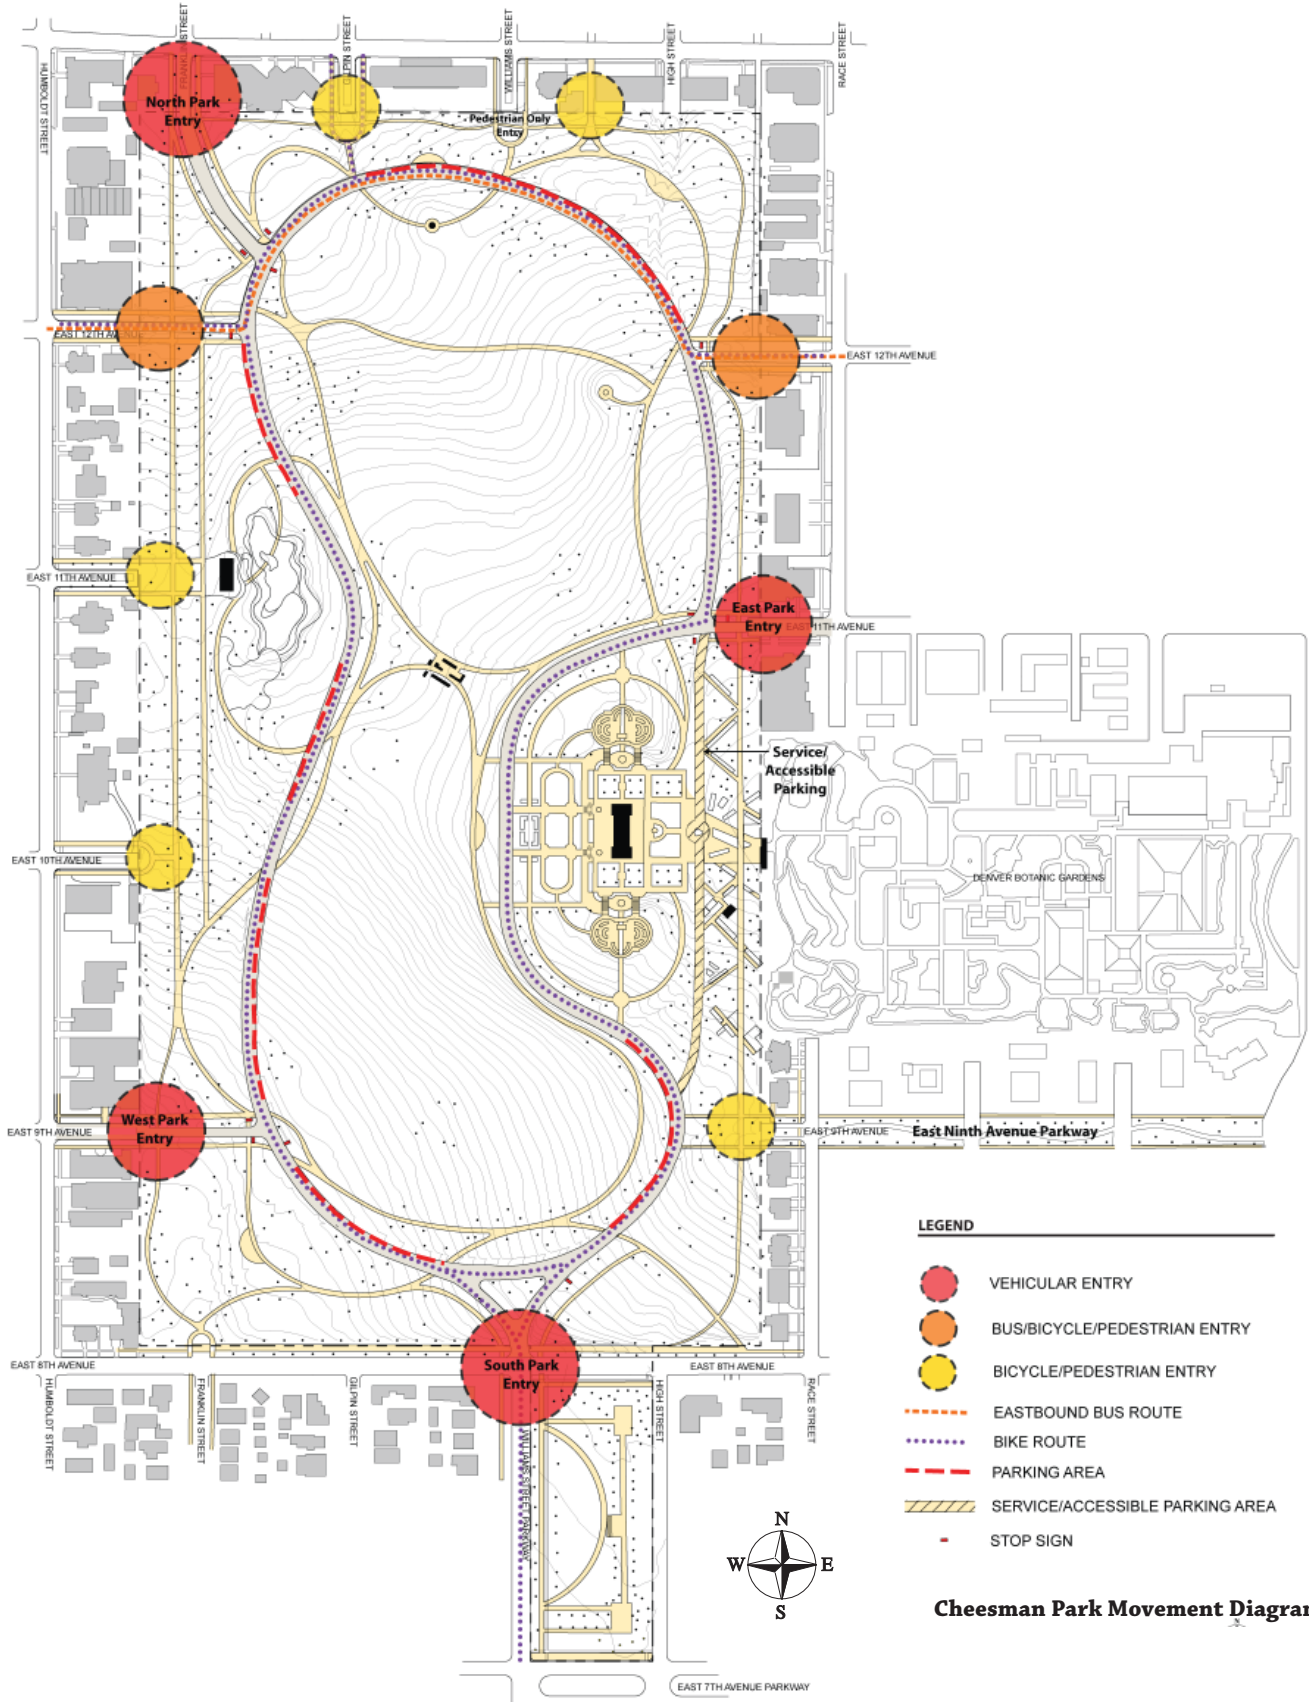 HUMBOLDT STREET
FRANKLIN STREET
GILPIN STREET
WILLIAMS STREET
HIGH STREET
RACE STREET
North Park
Entry
Pedestrian Only
Entry
EAST 12TH AVENUE
EAST 12TH AVENUE
EAST 11TH AVENUE
East Park
Entry
EAST 11TH AVENUE
Service/
Accessible
Parking
EAST 10TH AVENUE
DENVER BOTANIC GARDENS
West Park
Entry
EAST 9TH AVENUE
EAST 9TH AVENUE
East Ninth Avenue Parkway
South Park
Entry
EAST 8TH AVENUE
EAST 8TH AVENUE
HUMBOLDT STREET
FRANKLIN STREET
GILPIN STREET
WILLIAMS STREET PARKWAY
HIGH STREET
RACE STREET
EAST 7TH AVENUE PARKWAY
LEGEND
VEHICULAR ENTRY
BUS/BICYCLE/PEDESTRIAN ENTRY
BICYCLE/PEDESTRIAN ENTRY
EASTBOUND BUS ROUTE
BIKE ROUTE
PARKING AREA
SERVICE/ACCESSIBLE PARKING AREA
STOP SIGN
N
W
E
S
Cheesman Park Movement Diagram